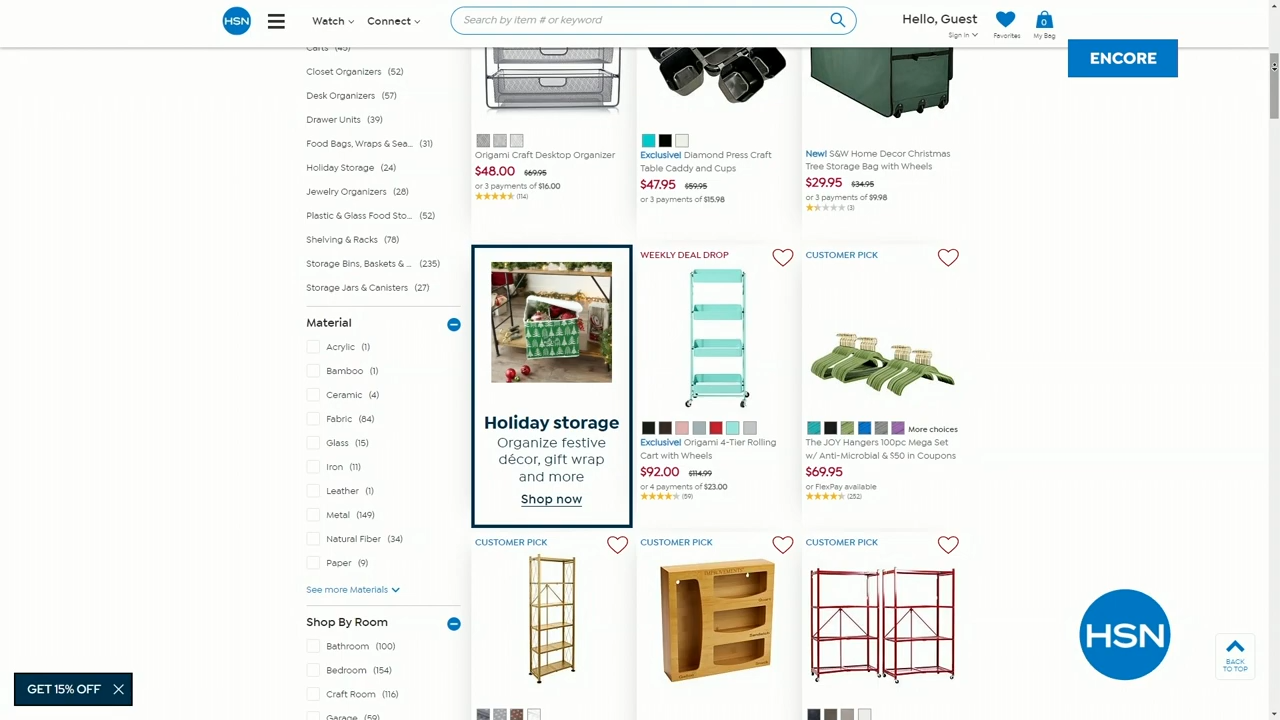 HSN
Watch
Connect
Search by item # or keyword
Hello, Guest
Sign In
Favorites
0
My Bag
ENCORE
Carts (45)
Closet Organizers (52)
Desk Organizers (57)
Drawer Units (39)
Food Bags, Wraps & Sea... (31)
Holiday Storage (24)
Jewelry Organizers (28)
Plastic & Glass Food Sto... (52)
Shelving & Racks (78)
Storage Bins, Baskets & ... (235)
Storage Jars & Canisters (27)
Material
Acrylic (1)
Bamboo (1)
Ceramic (4)
Fabric (84)
Glass (15)
Iron (11)
Leather (1)
Metal (149)
Natural Fiber (34)
Paper (9)
See more Materials
Shop By Room
Bathroom (100)
Bedroom (154)
Craft Room (116)
Garage (59)
Origami Craft Desktop Organizer
$48.00 $69.95
or 3 payments of $16.00
(114)
Exclusive! Diamond Press Craft
Table Caddy and Cups
$47.95 $59.95
or 3 payments of $15.98
New! S&W Home Decor Christmas
Tree Storage Bag with Wheels
$29.95 $34.95
or 3 payments of $9.98
(3)
Holiday storage
Organize festive
décor, gift wrap
and more
Shop now
WEEKLY DEAL DROP
Exclusive! Origami 4-Tier Rolling
Cart with Wheels
$92.00 $114.99
or 4 payments of $23.00
(59)
CUSTOMER PICK
More choices
The JOY Hangers 100pc Mega Set
w/ Anti-Microbial & $50 in Coupons
$69.95
or FlexPay available
(252)
CUSTOMER PICK
CUSTOMER PICK
CUSTOMER PICK
HSN
BACK
TO TOP
GET 15% OFF